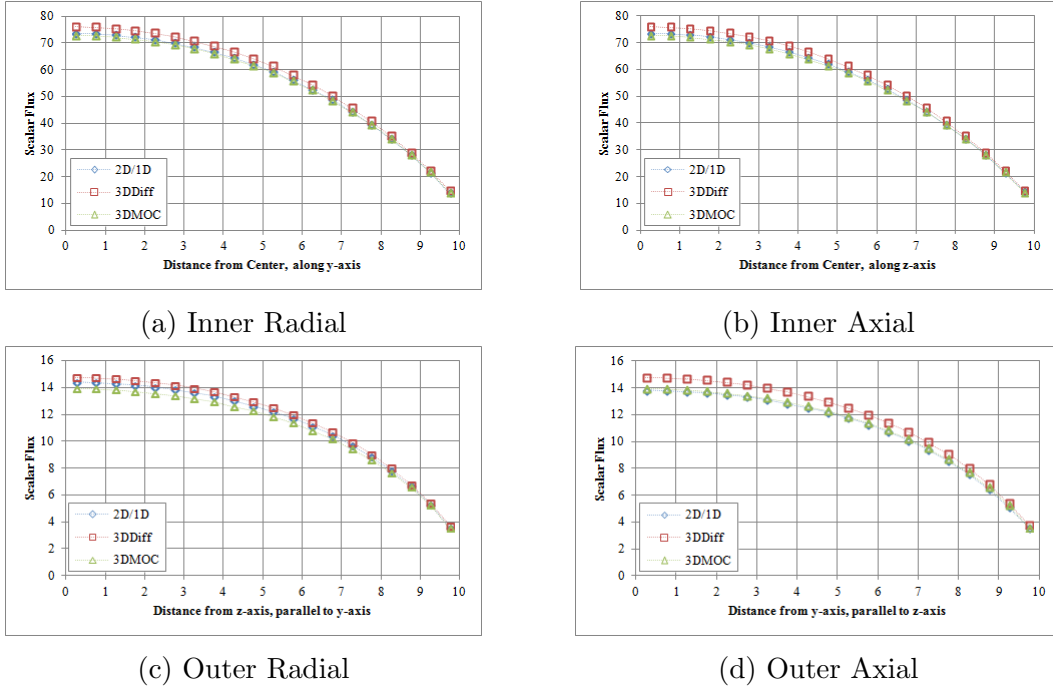 80
70
60
50
40
30
20
10
0
Scalar Flux
2D/1D
3DDiff
3DMOC
0 1 2 3 4 5 6 7 8 9 10
Distance from Center, along y-axis
(a) Inner Radial
80
70
60
50
40
30
20
10
0
Scalar Flux
2D/1D
3DDiff
3DMOC
0 1 2 3 4 5 6 7 8 9 10
Distance from Center, along z-axis
(b) Inner Axial
16
14
12
10
8
6
4
2
0
Scalar Flux
2D/1D
3DDiff
3DMOC
0 1 2 3 4 5 6 7 8 9 10
Distance from z-axis, parallel to y-axis
(c) Outer Radial
16
14
12
10
8
6
4
2
0
Scalar Flux
2D/1D
3DDiff
3DMOC
0 1 2 3 4 5 6 7 8 9 10
Distance from y-axis, parallel to z-axis
(d) Outer Axial